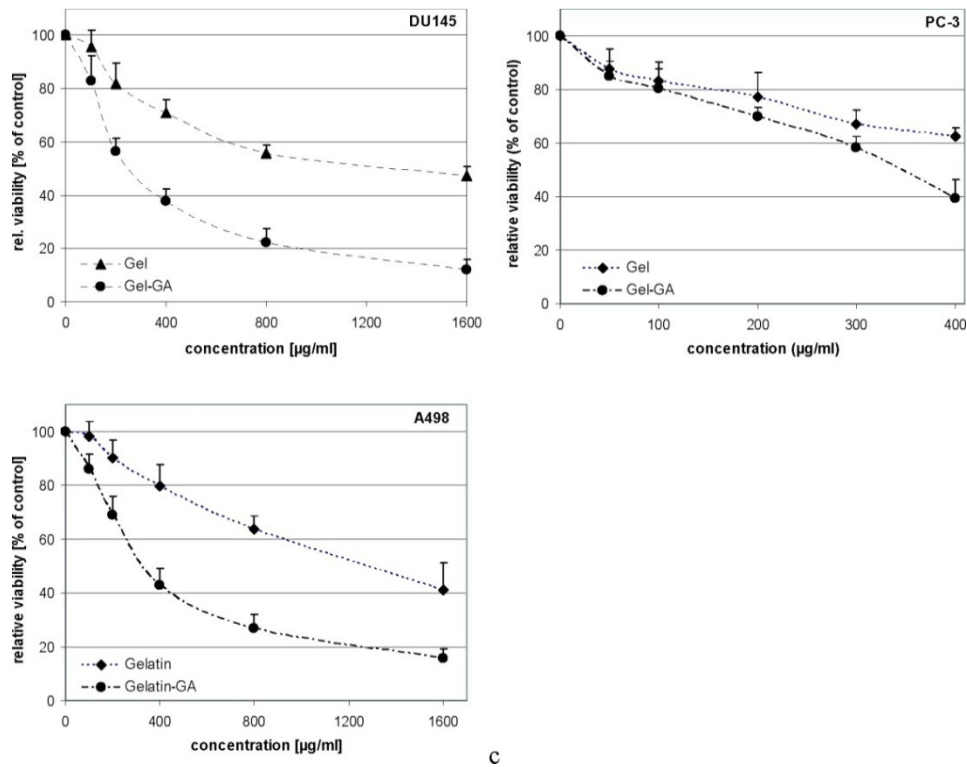 DU145
rel. viability [% of control]
100
80
60
40
20
0
Gel
Gel-GA
0 400 800 1200 1600
concentration [µg/ml]
PC-3
relative viability (% of control)
100
80
60
40
20
0
Gel
Gel-GA
0 100 200 300 400
concentration (µg/ml)
A498
relative viability [% of control]
100
80
60
40
20
0
Gelatin
Gelatin-GA
0 400 800 1200 1600
concentration [µg/ml]
c